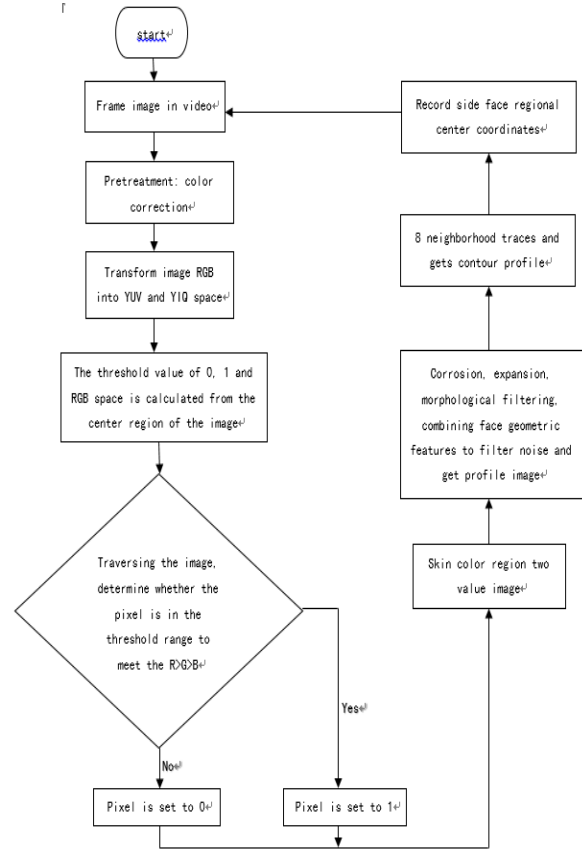 start
Frame image in video
Pretreatment: color
correction
Transform image RGB
into YUV and YIQ space
The threshold value of 0, 1 and
RGB space is calculated from the
center region of the image
Traversing the image,
determine whether the
pixel is in the
threshold range to
meet the R>G>B
No
Pixel is set to 0
Yes
Pixel is set to 1
Skin color region two
value image
Corrosion, expansion,
morphological filtering,
combining face geometric
features to filter noise and
get profile image
8 neighborhood traces and
gets contour profile
Record side face regional
center coordinates